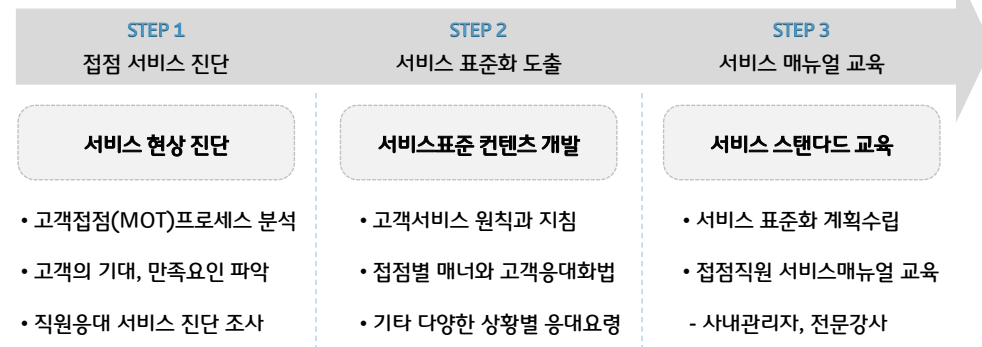 STEP 1
접점 서비스 진단
STEP 2
서비스 표준화 도출
STEP 3
서비스 매뉴얼 교육
서비스 현상 진단
• 고객접점(MOT)프로세스 분석
• 고객의 기대, 만족요인 파악
• 직원응대 서비스 진단 조사
서비스표준 컨텐츠 개발
• 고객서비스 원칙과 지침
• 접점별 매너와 고객응대화법
• 기타 다양한 상황별 응대요령
서비스 스탠다드 교육
• 서비스 표준화 계획수립
• 접점직원 서비스매뉴얼 교육
- 사내관리자, 전문강사